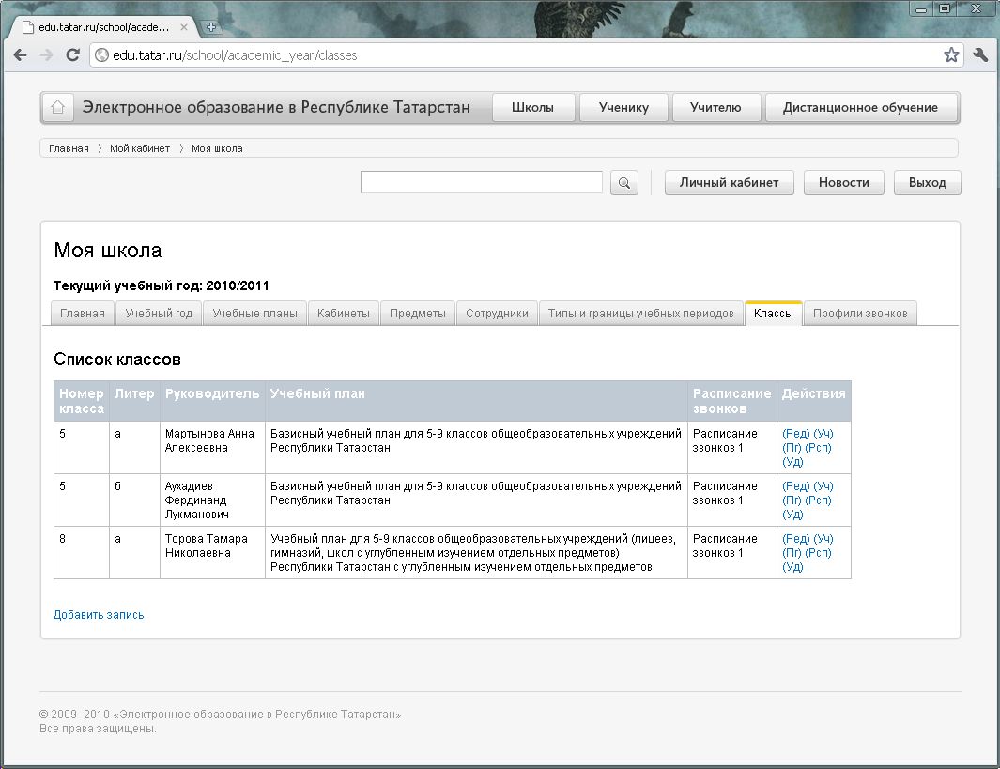 edu.tatar.ru/school/acade...
edu.tatar.ru/school/academic_year/classes
Электронное образование в Республике Татарстан
Школы
Ученику
Учителю
Дистанционное обучение
Главная
Мой кабинет
Моя школа
Личный кабинет
Новости
Выход
Моя школа
Текущий учебный год: 2010/2011
Главная
Учебный год
Учебные планы
Кабинеты
Предметы
Сотрудники
Типы и границы учебных периодов
Классы
Профили звонков
Список классов
Номер
класса
Литер
Руководитель
Учебный план
Расписание
звонков
Действия
5
а
Мартынова Анна
Алексеевна
Базисный учебный план для 5-9 классов общеобразовательных учреждений
Республики Татарстан
Расписание
звонков 1
(Ред) (Уч)
(Пг) (Рсп)
(Уд)
5
б
Аухадиев
Фердинанд
Лукманович
Базисный учебный план для 5-9 классов общеобразовательных учреждений
Республики Татарстан
Расписание
звонков 1
(Ред) (Уч)
(Пг) (Рсп)
(Уд)
8
а
Торова Тамара
Николаевна
Учебный план для 5-9 классов общеобразовательных учреждений (лицеев,
гимназий, школ с углубленным изучением отдельных предметов)
Республики Татарстан с углубленным изучением отдельных предметов
Расписание
звонков 1
(Ред) (Уч)
(Пг) (Рсп)
(Уд)
Добавить запись
© 2009–2010 «Электронное образование в Республике Татарстан»
Все права защищены.